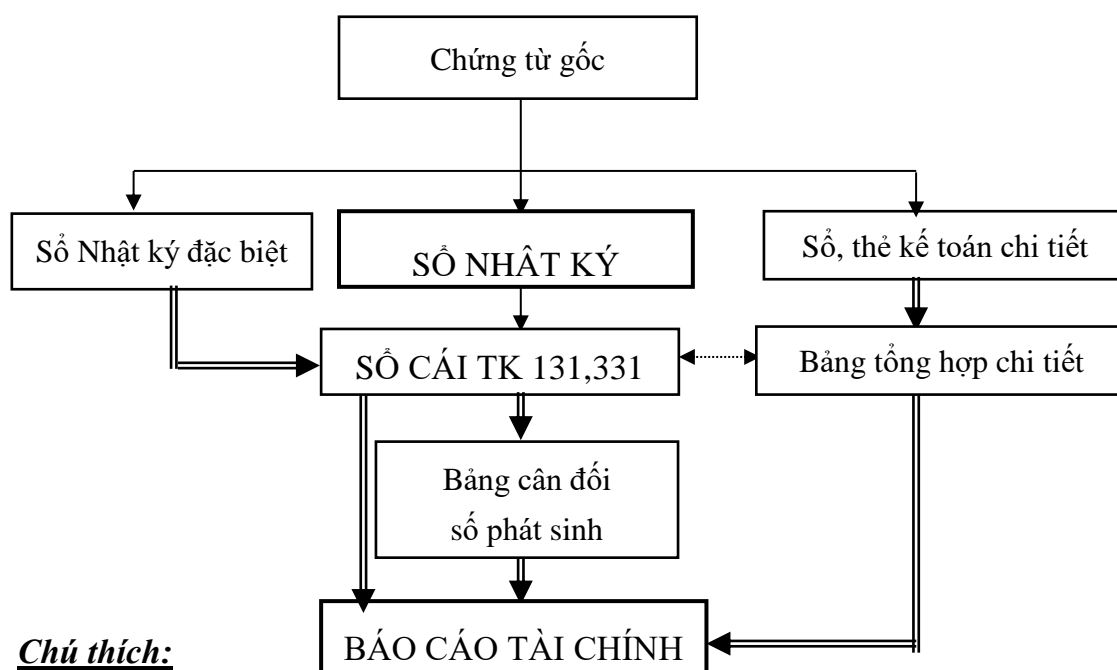 Chứng từ gốc
Sổ Nhật ký đặc biệt
SỔ NHÂT KÝ
Sổ, thẻ kế toán chi tiết
SỔ CÁI TK 131,331
Bảng tổng hợp chi tiết
Bảng cân đối
số phát sinh
BÁO CÁO TÀI CHÍNH
Chú thích: